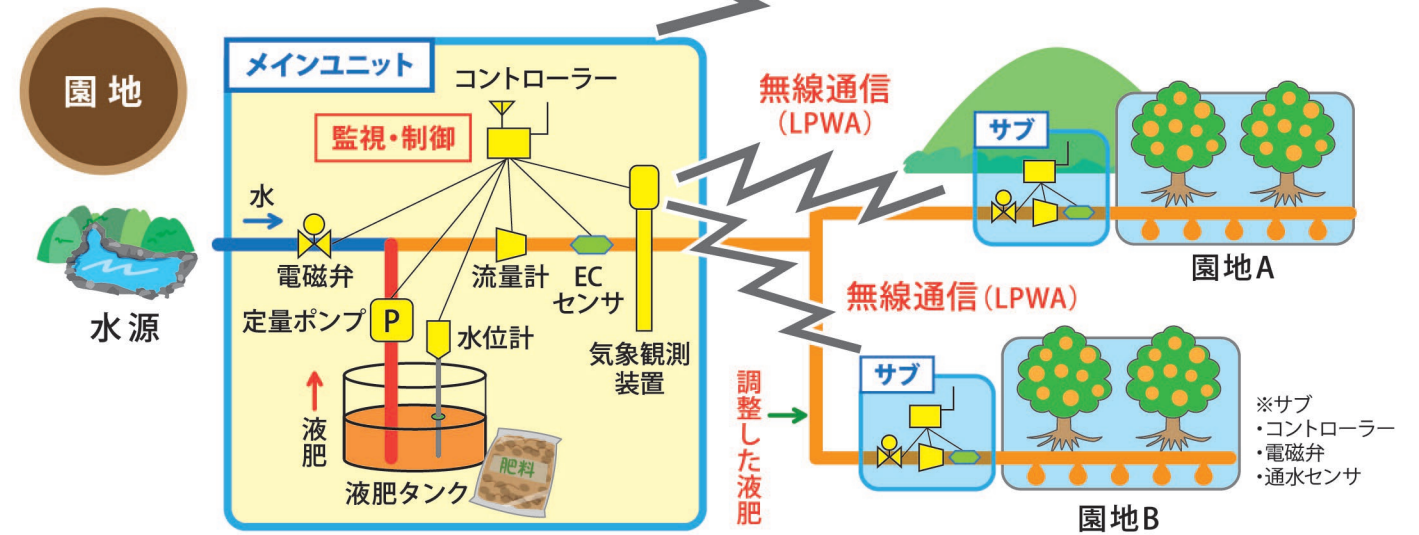 園地
水源
メインユニット
コントローラー
監視・制御
水
電磁弁
流量計
EC
センサ
定量ポンプ
P
水位計
気象観測
装置
液肥
液肥タンク
肥料
無線通信
(LPWA)
サブ
園地A
無線通信(LPWA)
調整した液肥
サブ
園地B
※サブ
・コントローラー
・電磁弁
・通水センサ